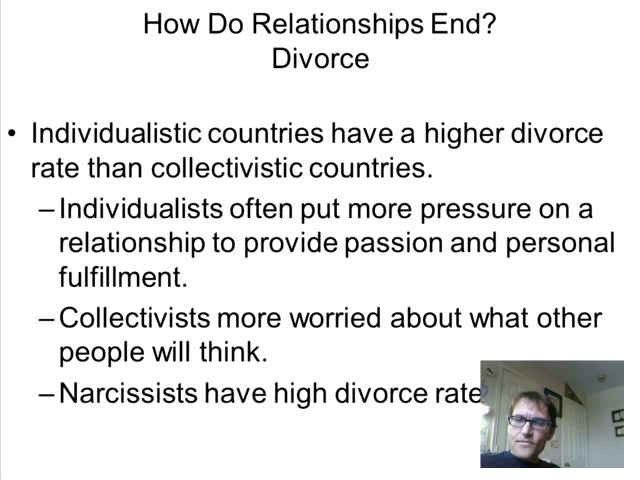 How Do Relationships End?
Divorce
• Individualistic countries have a higher divorce
rate than collectivistic countries.
–Individualists often put more pressure on a
relationship to provide passion and personal
fulfillment.
–Collectivists more worried about what other
people will think.
–Narcissists have high divorce rate